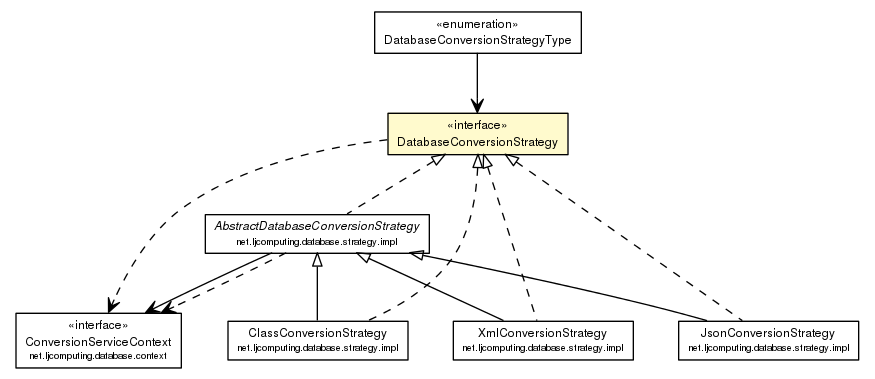 «enumeration»
DatabaseConversionStrategyType
«interface»
DatabaseConversionStrategy
AbstractDatabaseConversionStrategy
net.ljcomputing.database.strategy.impl
«interface»
ConversionServiceContext
net.ljcomputing.database.context
ClassConversionStrategy
net.ljcomputing.database.strategy.impl
XmlConversionStrategy
net.ljcomputing.database.strategy.impl
JsonConversionStrategy
net.ljcomputing.database.strategy.impl